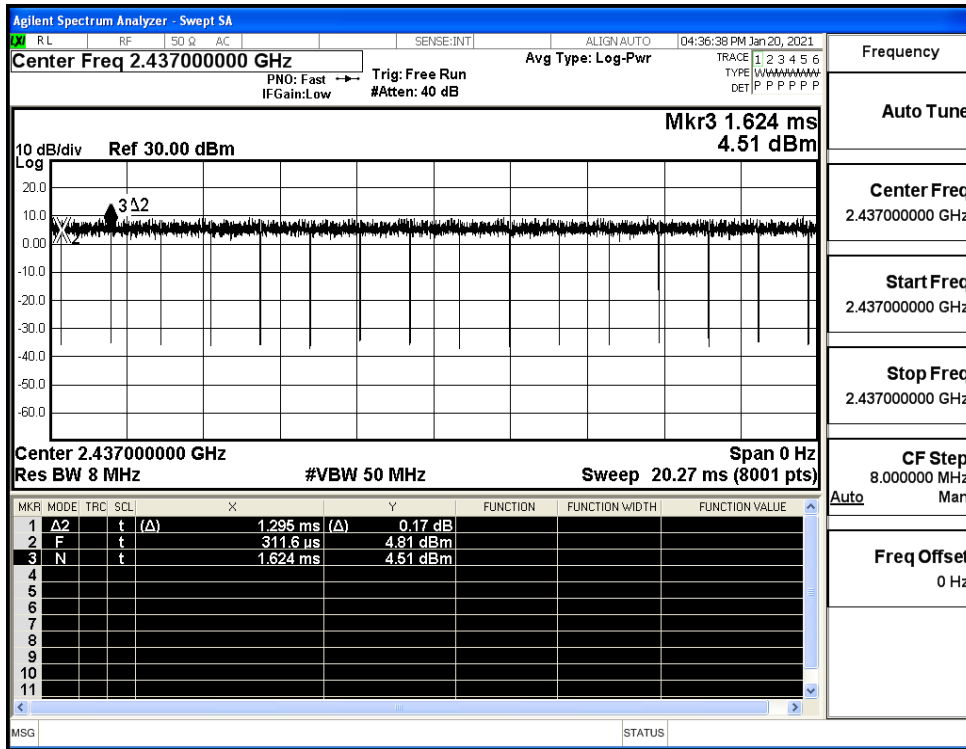 Agilent Spectrum Analyzer - Swept SA
LXI RL RF 50 Ω AC SENSE:INT ALIGN AUTO 04:36:38 PM Jan 20, 2021
Center Freq 2.437000000 GHz
Avg Type: Log-Pwr
TRACE 1 2 3 4 5 6
TYPE
DET P P P P P P
PNO: Fast
IFGain:Low
Trig: Free Run
#Atten: 40 dB
Mkr3 1.624 ms
4.51 dBm
10 dB/div
Log
Ref 30.00 dBm
20.0
10.0
0.00
-10.0
-20.0
-30.0
-40.0
-50.0
-60.0
3 Δ2
2
Center 2.437000000 GHz
Span 0 Hz
Res BW 8 MHz
#VBW 50 MHz
Sweep 20.27 ms (8001 pts)
MKR MODE TRC SCL X Y FUNCTION FUNCTION WIDTH FUNCTION VALUE
1 Δ2 t (Δ) 1.295 ms (Δ) 0.17 dB
2 F t 311.6 µs 4.81 dBm
3 N t 1.624 ms 4.51 dBm
4
5
6
7
8
9
10
11
MSG
STATUS
Frequency
Auto Tune
Center Freq
2.437000000 GHz
Start Freq
2.437000000 GHz
Stop Freq
2.437000000 GHz
CF Step
8.000000 MHz
Auto Man
Freq Offset
0 Hz